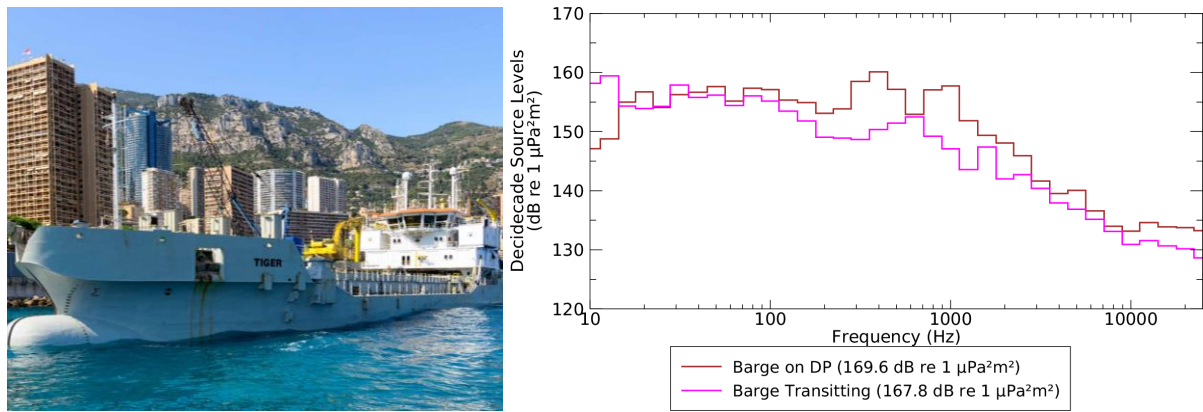 TIGER
Decidecade Source Levels
(dB re 1 µPa²m²)
170
160
150
140
130
120
10
100
1000
10000
Frequency (Hz)
Barge on DP (169.6 dB re 1 µPa²m²)
Barge Transitting (167.8 dB re 1 µPa²m²)